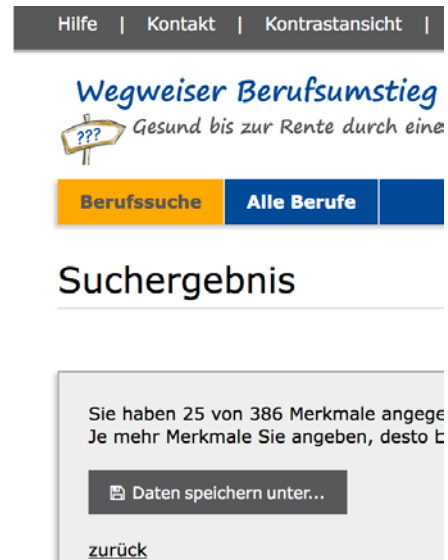 Hilfe | Kontakt | Kontrastansicht |
Wegweiser Berufsumstieg
??? Gesund bis zur Rente durch eine
Berufssuche Alle Berufe
Suchergebnis
Sie haben 25 von 386 Merkmale angege
Je mehr Merkmale Sie angeben, desto
Daten speichern unter...
zurück